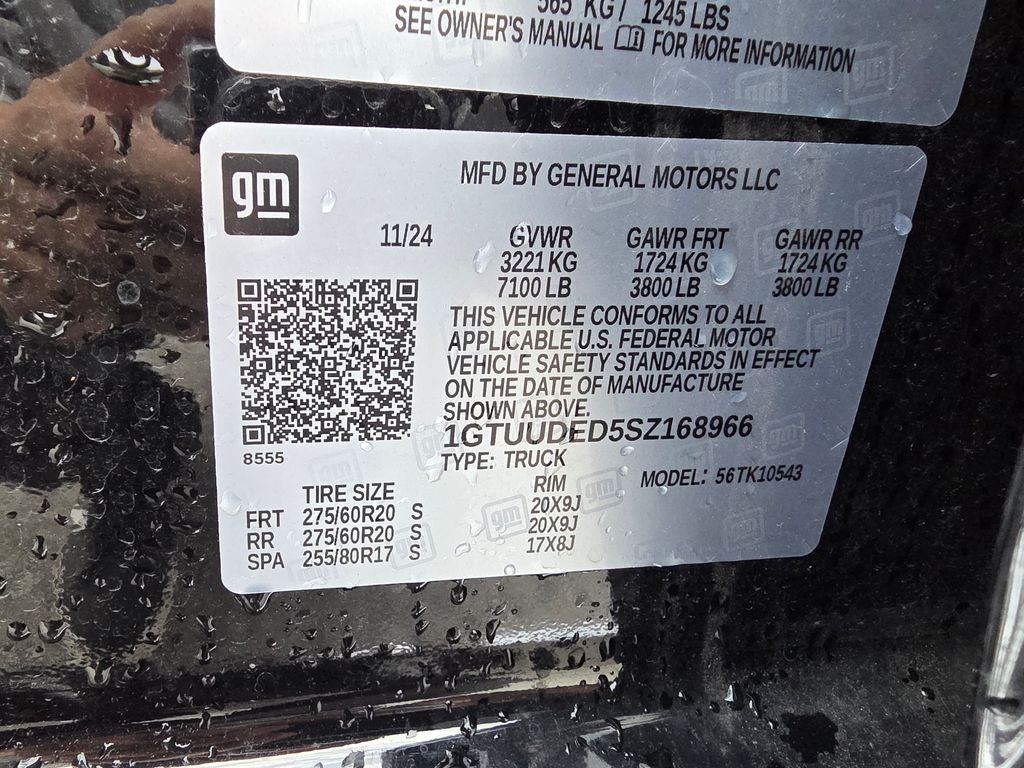 565 KG / 1245 LBS
SEE OWNER'S MANUAL FOR MORE INFORMATION
gm
MFD BY GENERAL MOTORS LLC
11/24 GVWR GAWR FRT GAWR RR
3221 KG 1724 KG 1724 KG
7100 LB 3800 LB 3800 LB
THIS VEHICLE CONFORMS TO ALL
APPLICABLE U.S. FEDERAL MOTOR
VEHICLE SAFETY STANDARDS IN EFFECT
ON THE DATE OF MANUFACTURE
SHOWN ABOVE.
1GTUUDED5SZ168966
8555
TYPE: TRUCK MODEL: 56TK10543
TIRE SIZE RIM
FRT 275/60R20 S 20X9J
RR 275/60R20 S 20X9J
SPA 255/80R17 S 17X8J